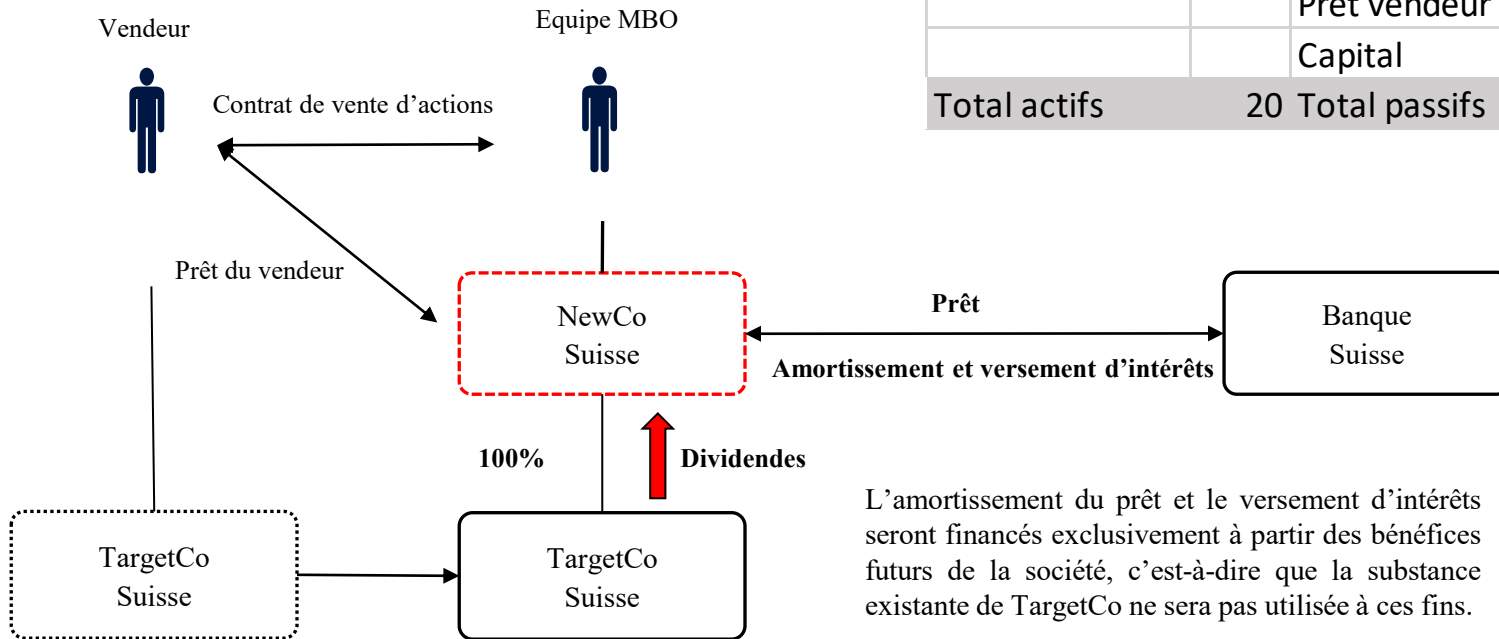 Vendeur
Equipe MBO
Prêt vendeur
Capital
Total actifs 20 Total passifs
Contrat de vente d’actions
Prêt du vendeur
NewCo
Suisse
Prêt
Amortissement et versement d’intérêts
Banque
Suisse
100%
Dividendes
TargetCo
Suisse
TargetCo
Suisse
L’amortissement du prêt et le versement d’intérêts
seront financés exclusivement à partir des bénéfices
futurs de la société, c’est-à-dire que la substance
existante de TargetCo ne sera pas utilisée à ces fins.